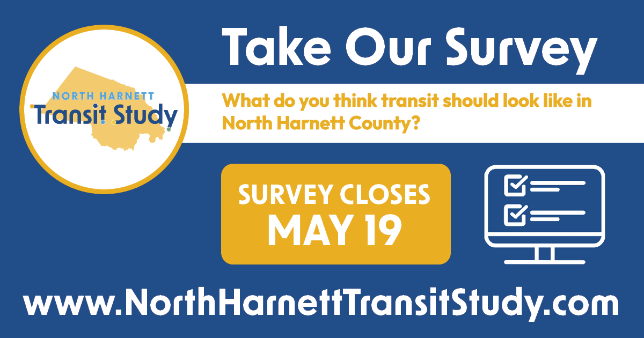 Take Our Survey
NORTH HARNETT
Transit Study
What do you think transit should look like in
North Harnett County?
SURVEY CLOSES
MAY 19
www.NorthHarnettTransitStudy.com